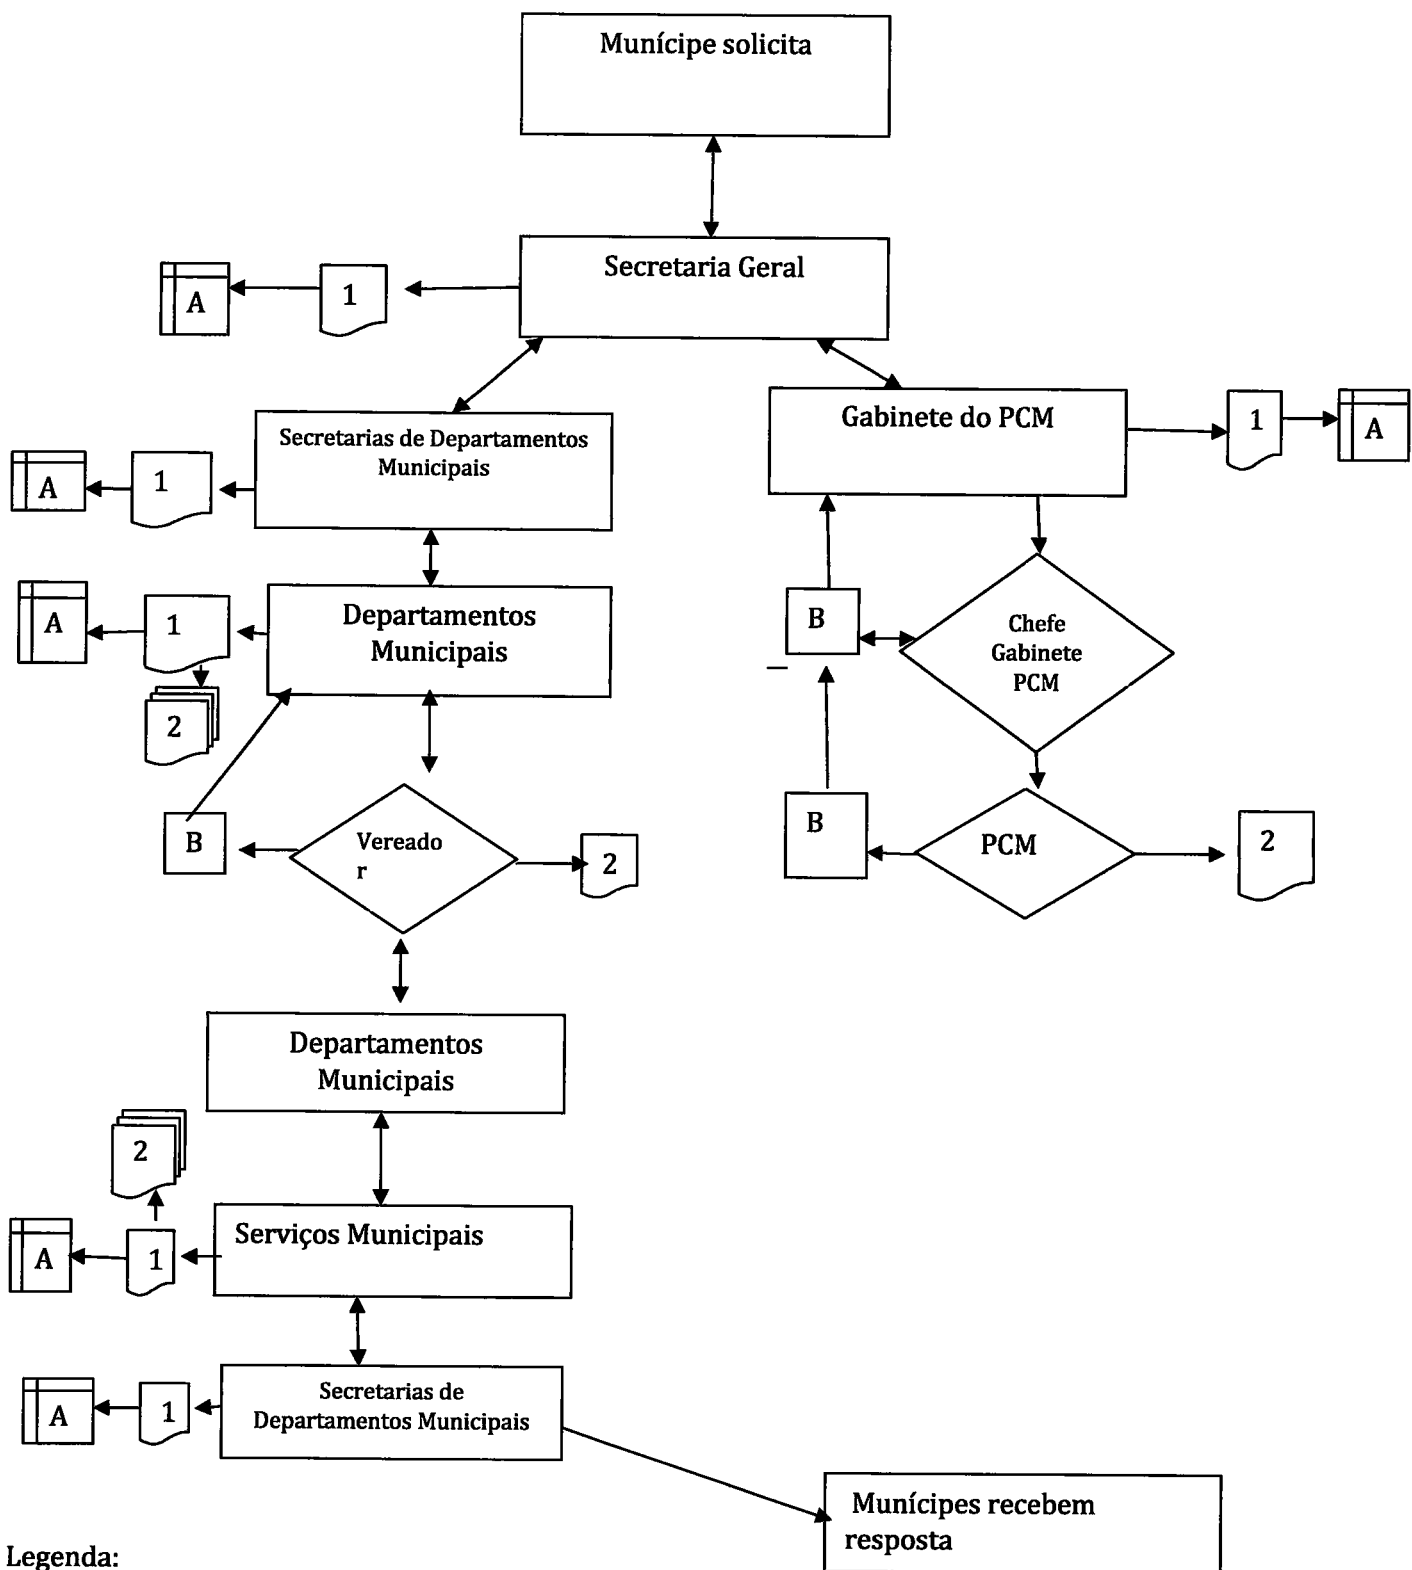 Munícipe solicita
Secretaria Geral
A
1
Gabinete do PCM
1
A
Secretarias de Departamentos
Municipais
A
1
Departamentos
Municipais
A
1
2
B
Chefe
Gabinete
PCM
B
Vereado
r
2
B
PCM
2
Departamentos
Municipais
2
Serviços Municipais
A
1
Secretarias de
Departamentos Municipais
A
1
Munícipes recebem
resposta
Legenda: